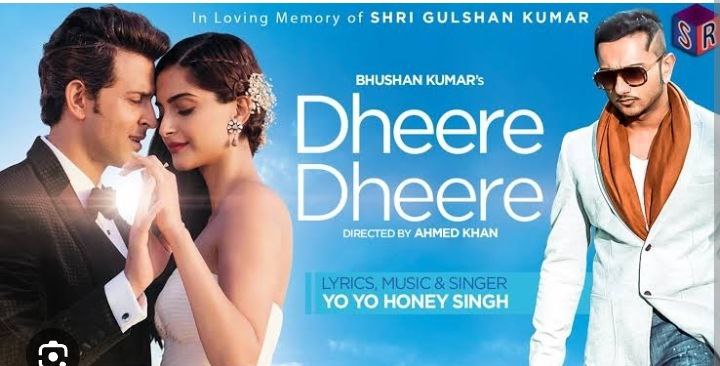 In Loving Memory of SHRI GULSHAN KUMAR
S R
BHUSHAN KUMAR's
Dheere
Dheere
DIRECTED BY AHMED KHAN
LYRICS, MUSIC & SINGER
YO YO HONEY SINGH